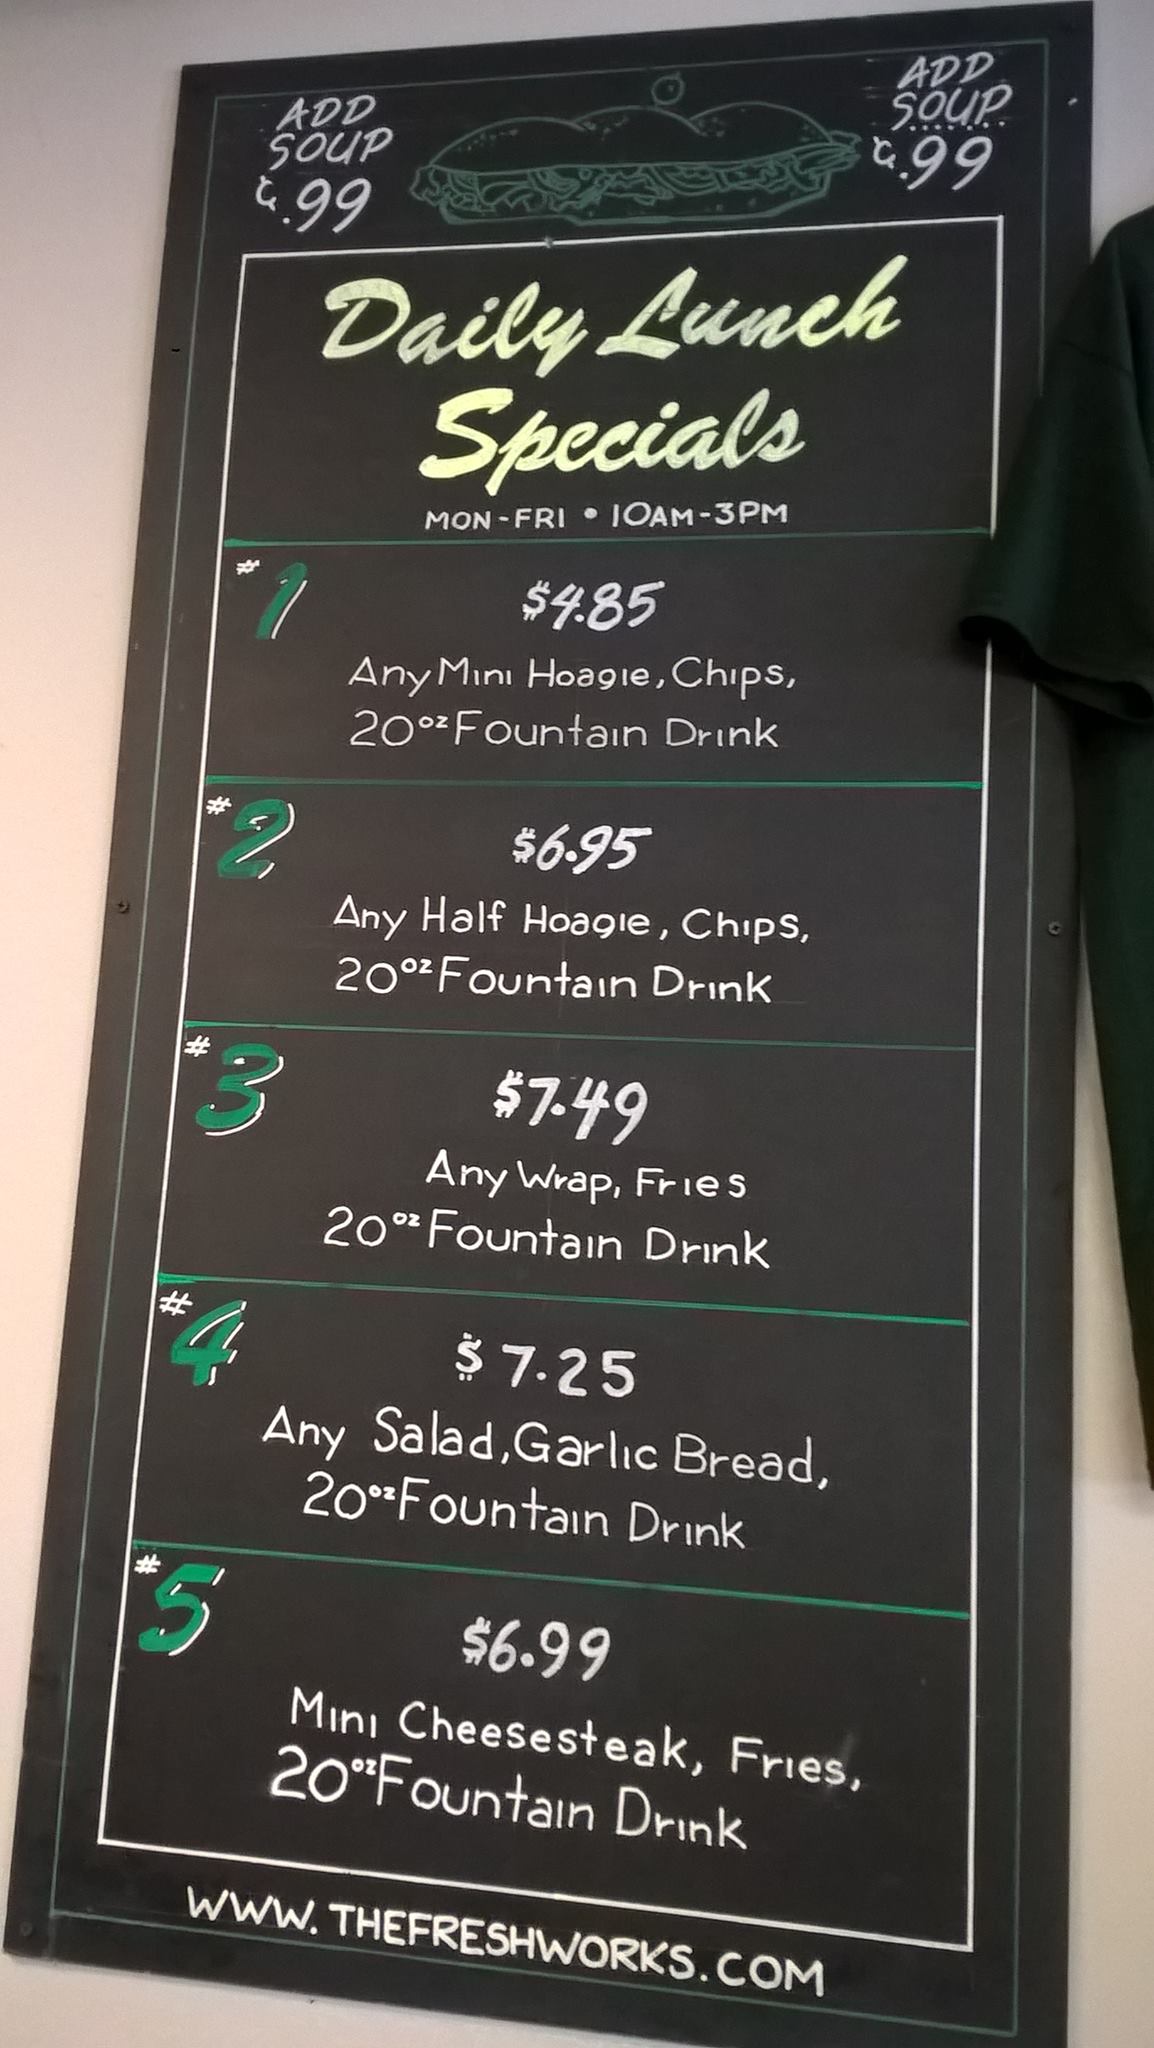 ADD
SOUP
¢.99
ADD
SOUP
¢.99
Daily Lunch
Specials
MON-FRI • 10AM-3PM
#1
$4.85
Any Mini Hoagie, Chips,
20oz Fountain Drink
#2
$6.95
Any Half Hoagie, Chips,
20oz Fountain Drink
#3
$7.49
Any Wrap, Fries
20oz Fountain Drink
#4
$7.25
Any Salad, Garlic Bread,
20oz Fountain Drink
#5
$6.99
Mini Cheesesteak, Fries,
20oz Fountain Drink
WWW.THEFRESHWORKS.COM